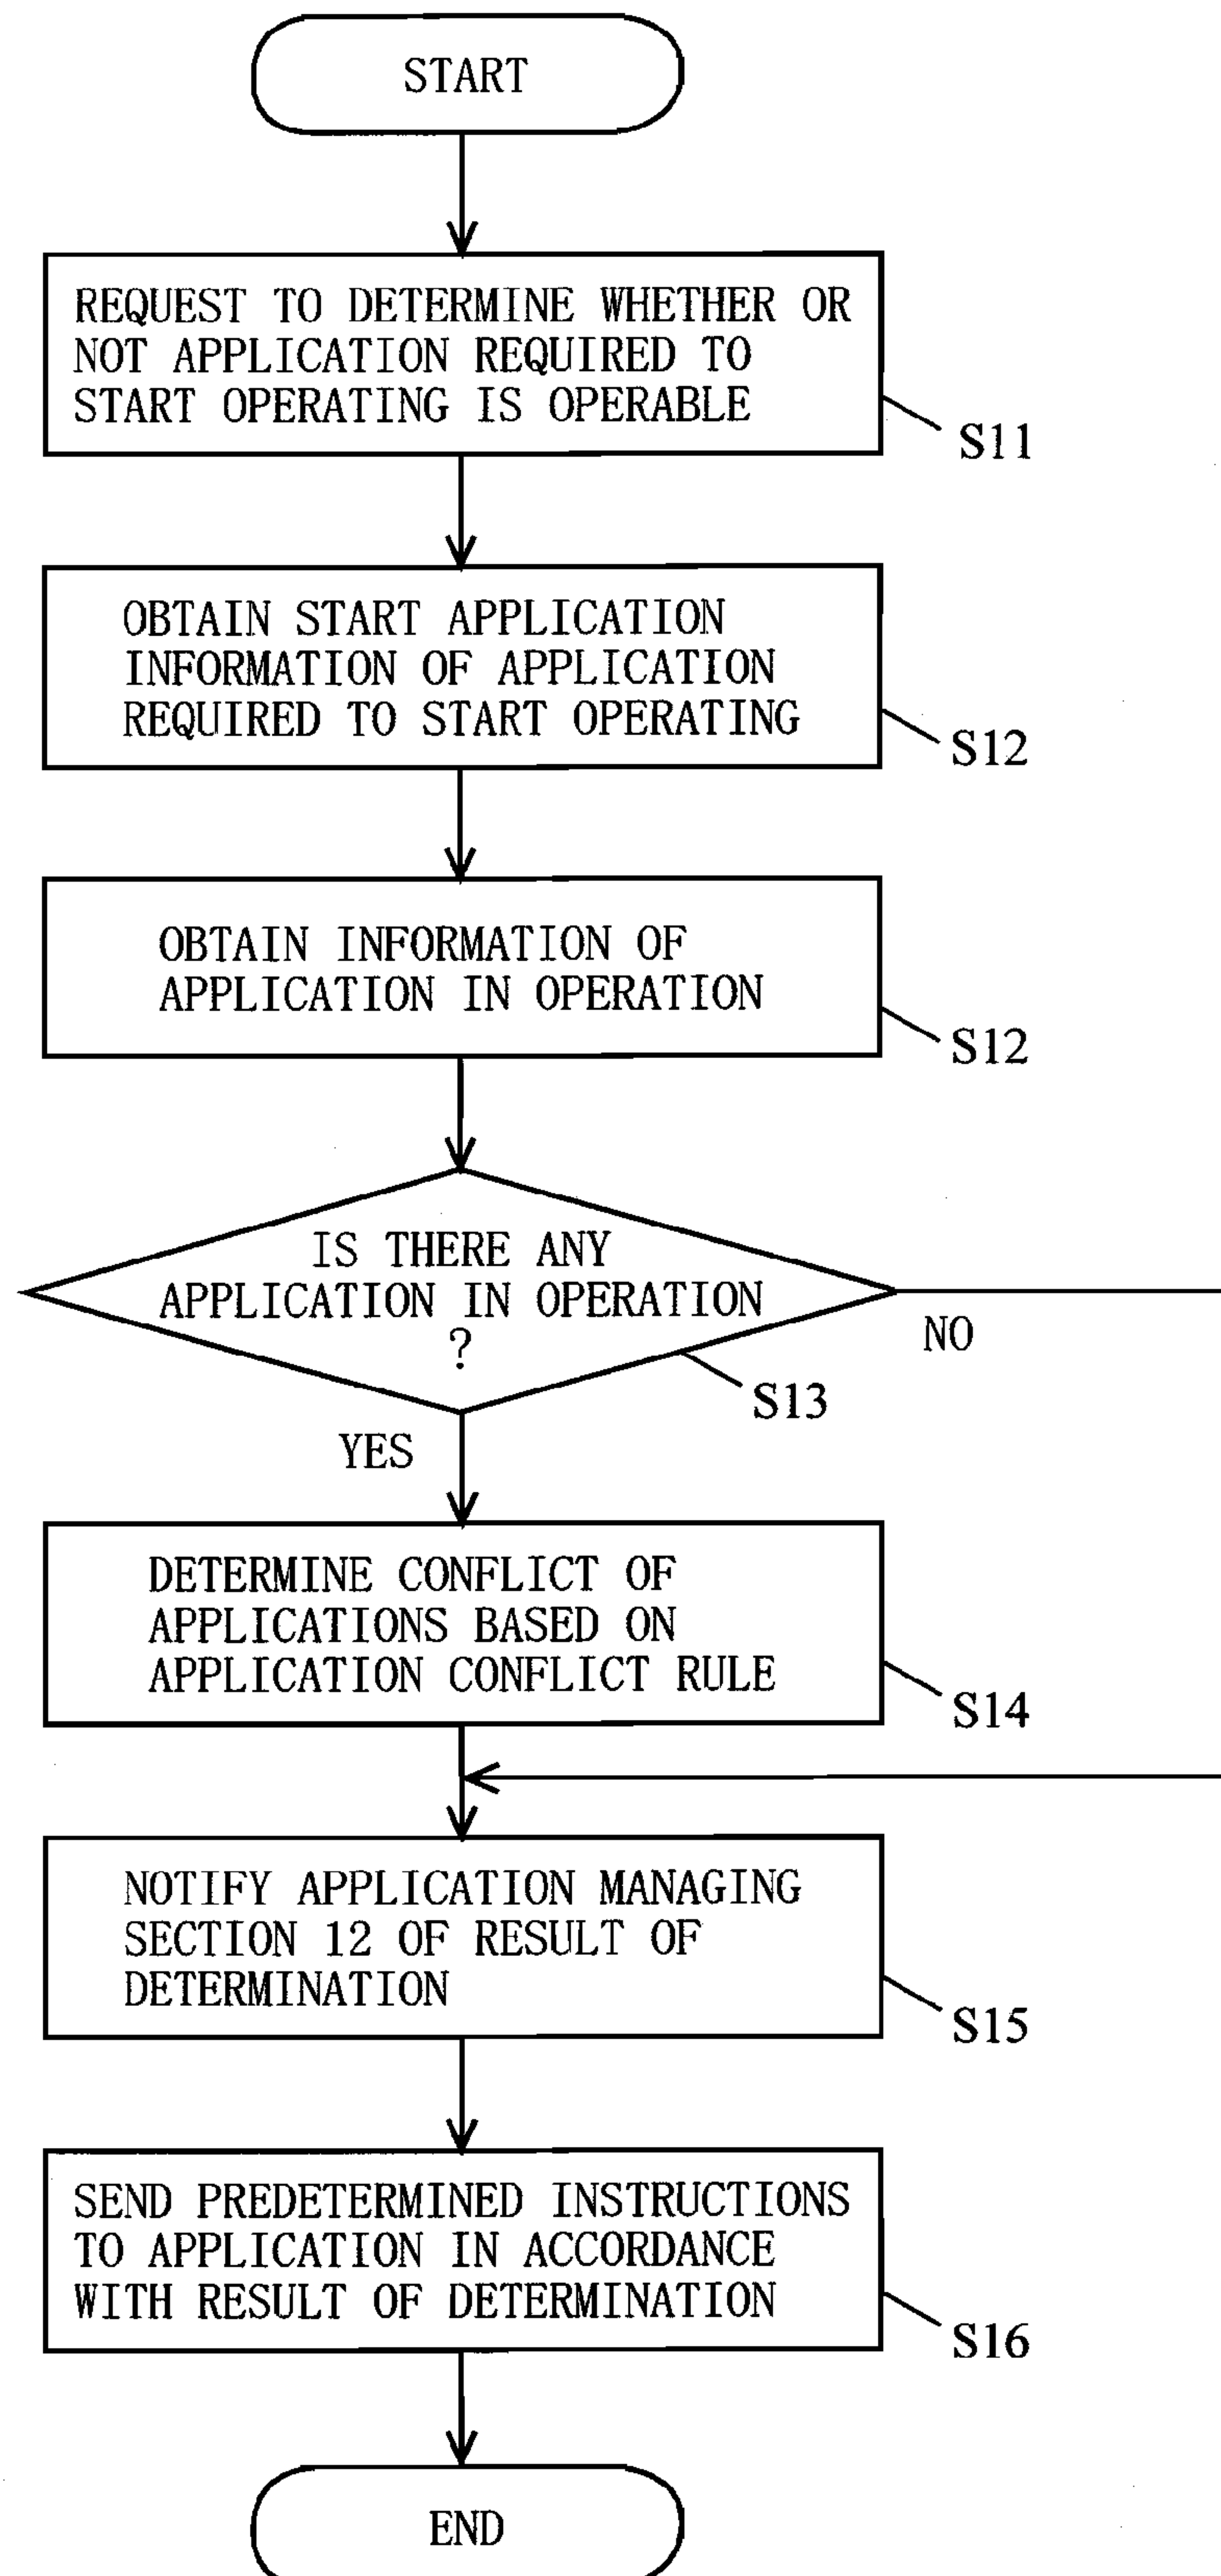 START
REQUEST TO DETERMINE WHETHER OR
NOT APPLICATION REQUIRED TO
START OPERATING IS OPERABLE
S11
OBTAIN START APPLICATION
INFORMATION OF APPLICATION
REQUIRED TO START OPERATING
S12
OBTAIN INFORMATION OF
APPLICATION IN OPERATION
S12
IS THERE ANY
APPLICATION IN OPERATION
?
NO
S13
YES
DETERMINE CONFLICT OF
APPLICATIONS BASED ON
APPLICATION CONFLICT RULE
S14
NOTIFY APPLICATION MANAGING
SECTION 12 OF RESULT OF
DETERMINATION
S15
SEND PREDETERMINED INSTRUCTIONS
TO APPLICATION IN ACCORDANCE
WITH RESULT OF DETERMINATION
S16
END